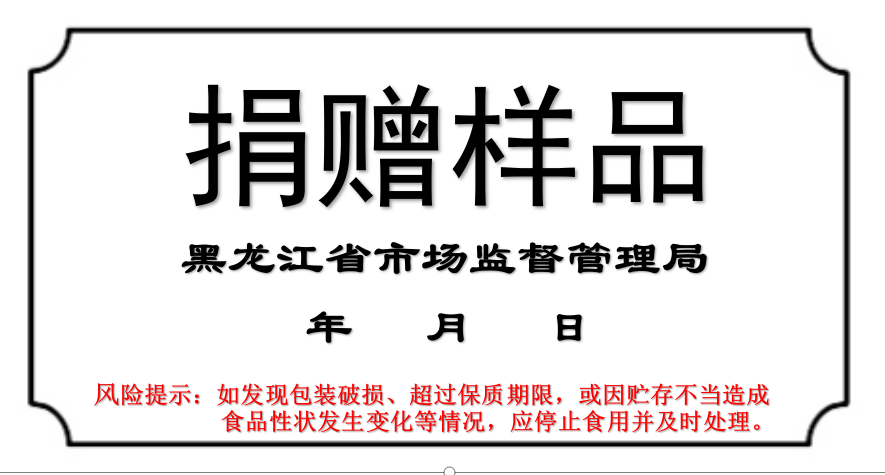 捐赠样品
黑龙江省市场监督管理局
年 月 日
风险提示：如发现包装破损、超过保质期限，或因贮存不当造成
食品性状发生变化等情况，应停止食用并及时处理。